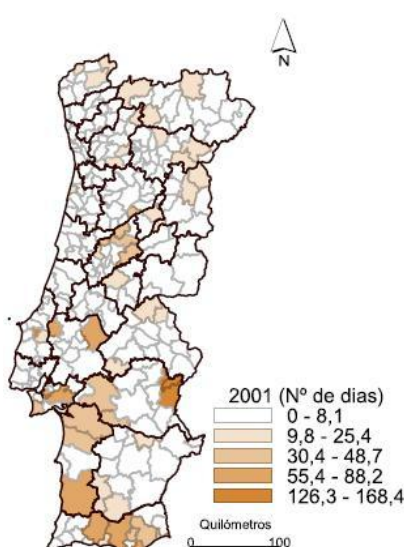 N
2001 (Nº de dias)
0 - 8,1
9,8 - 25,4
30,4 - 48,7
55,4 - 88,2
126,3 - 168,4
Quilómetros
0 100